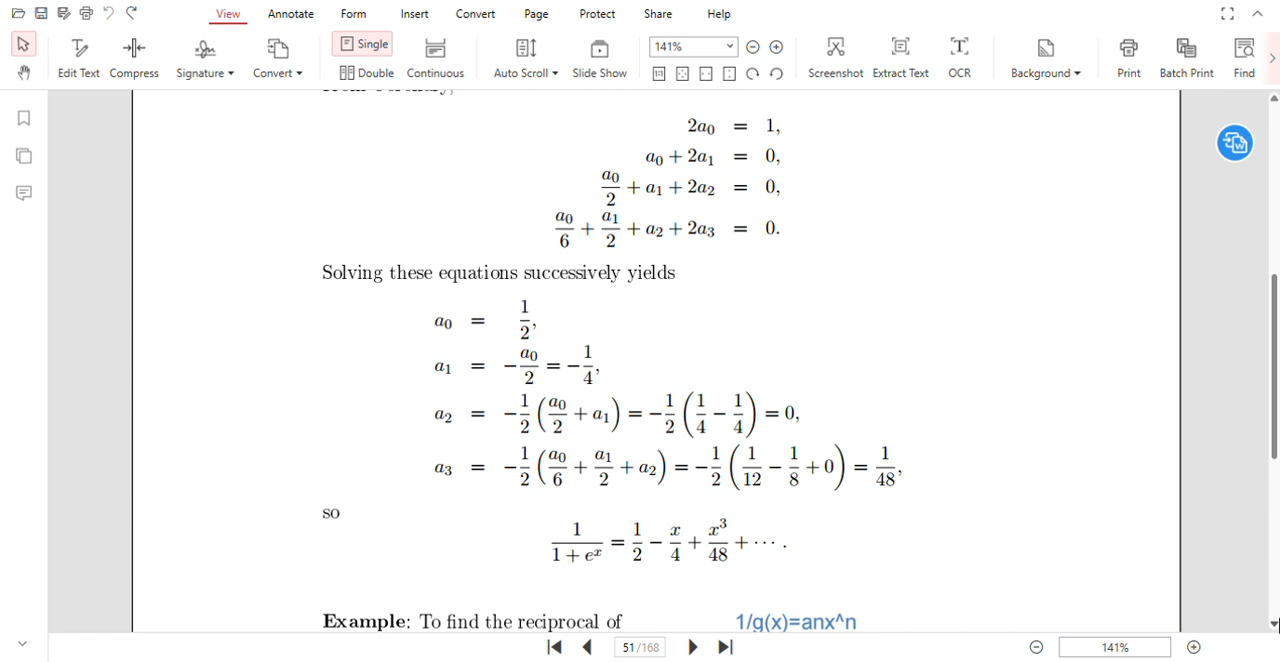 View Annotate Form Insert Convert Page Protect Share Help
Edit Text Compress Signature Convert Single Double Continuous Auto Scroll Slide Show 141% Screenshot Extract Text OCR Background Print Batch Print Find
2a₀ = 1,
a₀ + 2a₁ = 0,
a₀/2 + a₁ + 2a₂ = 0,
a₀/6 + a₁/2 + a₂ + 2a₃ = 0.
Solving these equations successively yields
a₀ = 1/2,
a₁ = −a₀/2 = −1/4,
a₂ = −1/2 (a₀/2 + a₁) = −1/2 (1/4 − 1/4) = 0,
a₃ = −1/2 (a₀/6 + a₁/2 + a₂) = −1/2 (1/12 − 1/8 + 0) = 1/48,
so
1/(1 + eˣ) = 1/2 − x/4 + x³/48 + ⋯ .
Example: To find the reciprocal of 1/g(x)=anx^n
51/168 141%